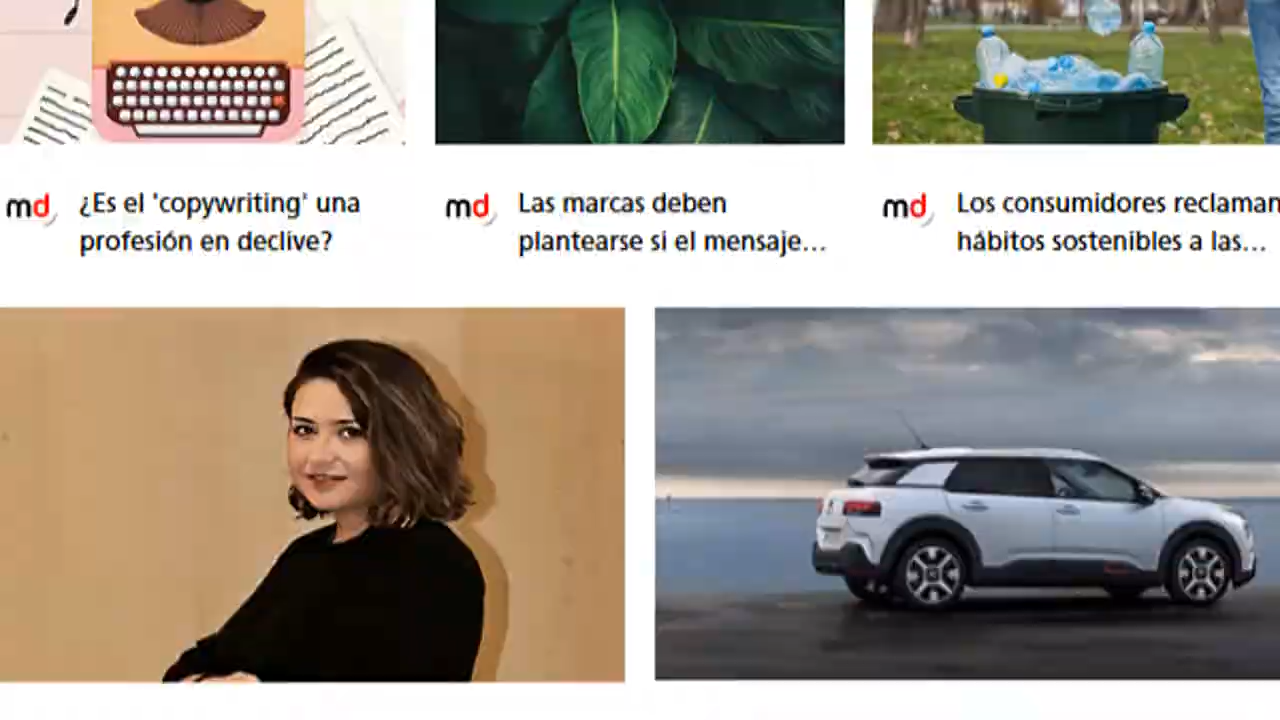 md ¿Es el 'copywriting' una
profesión en declive?
md Las marcas deben
plantearse si el mensaje...
md Los consumidores reclaman
hábitos sostenibles a las...